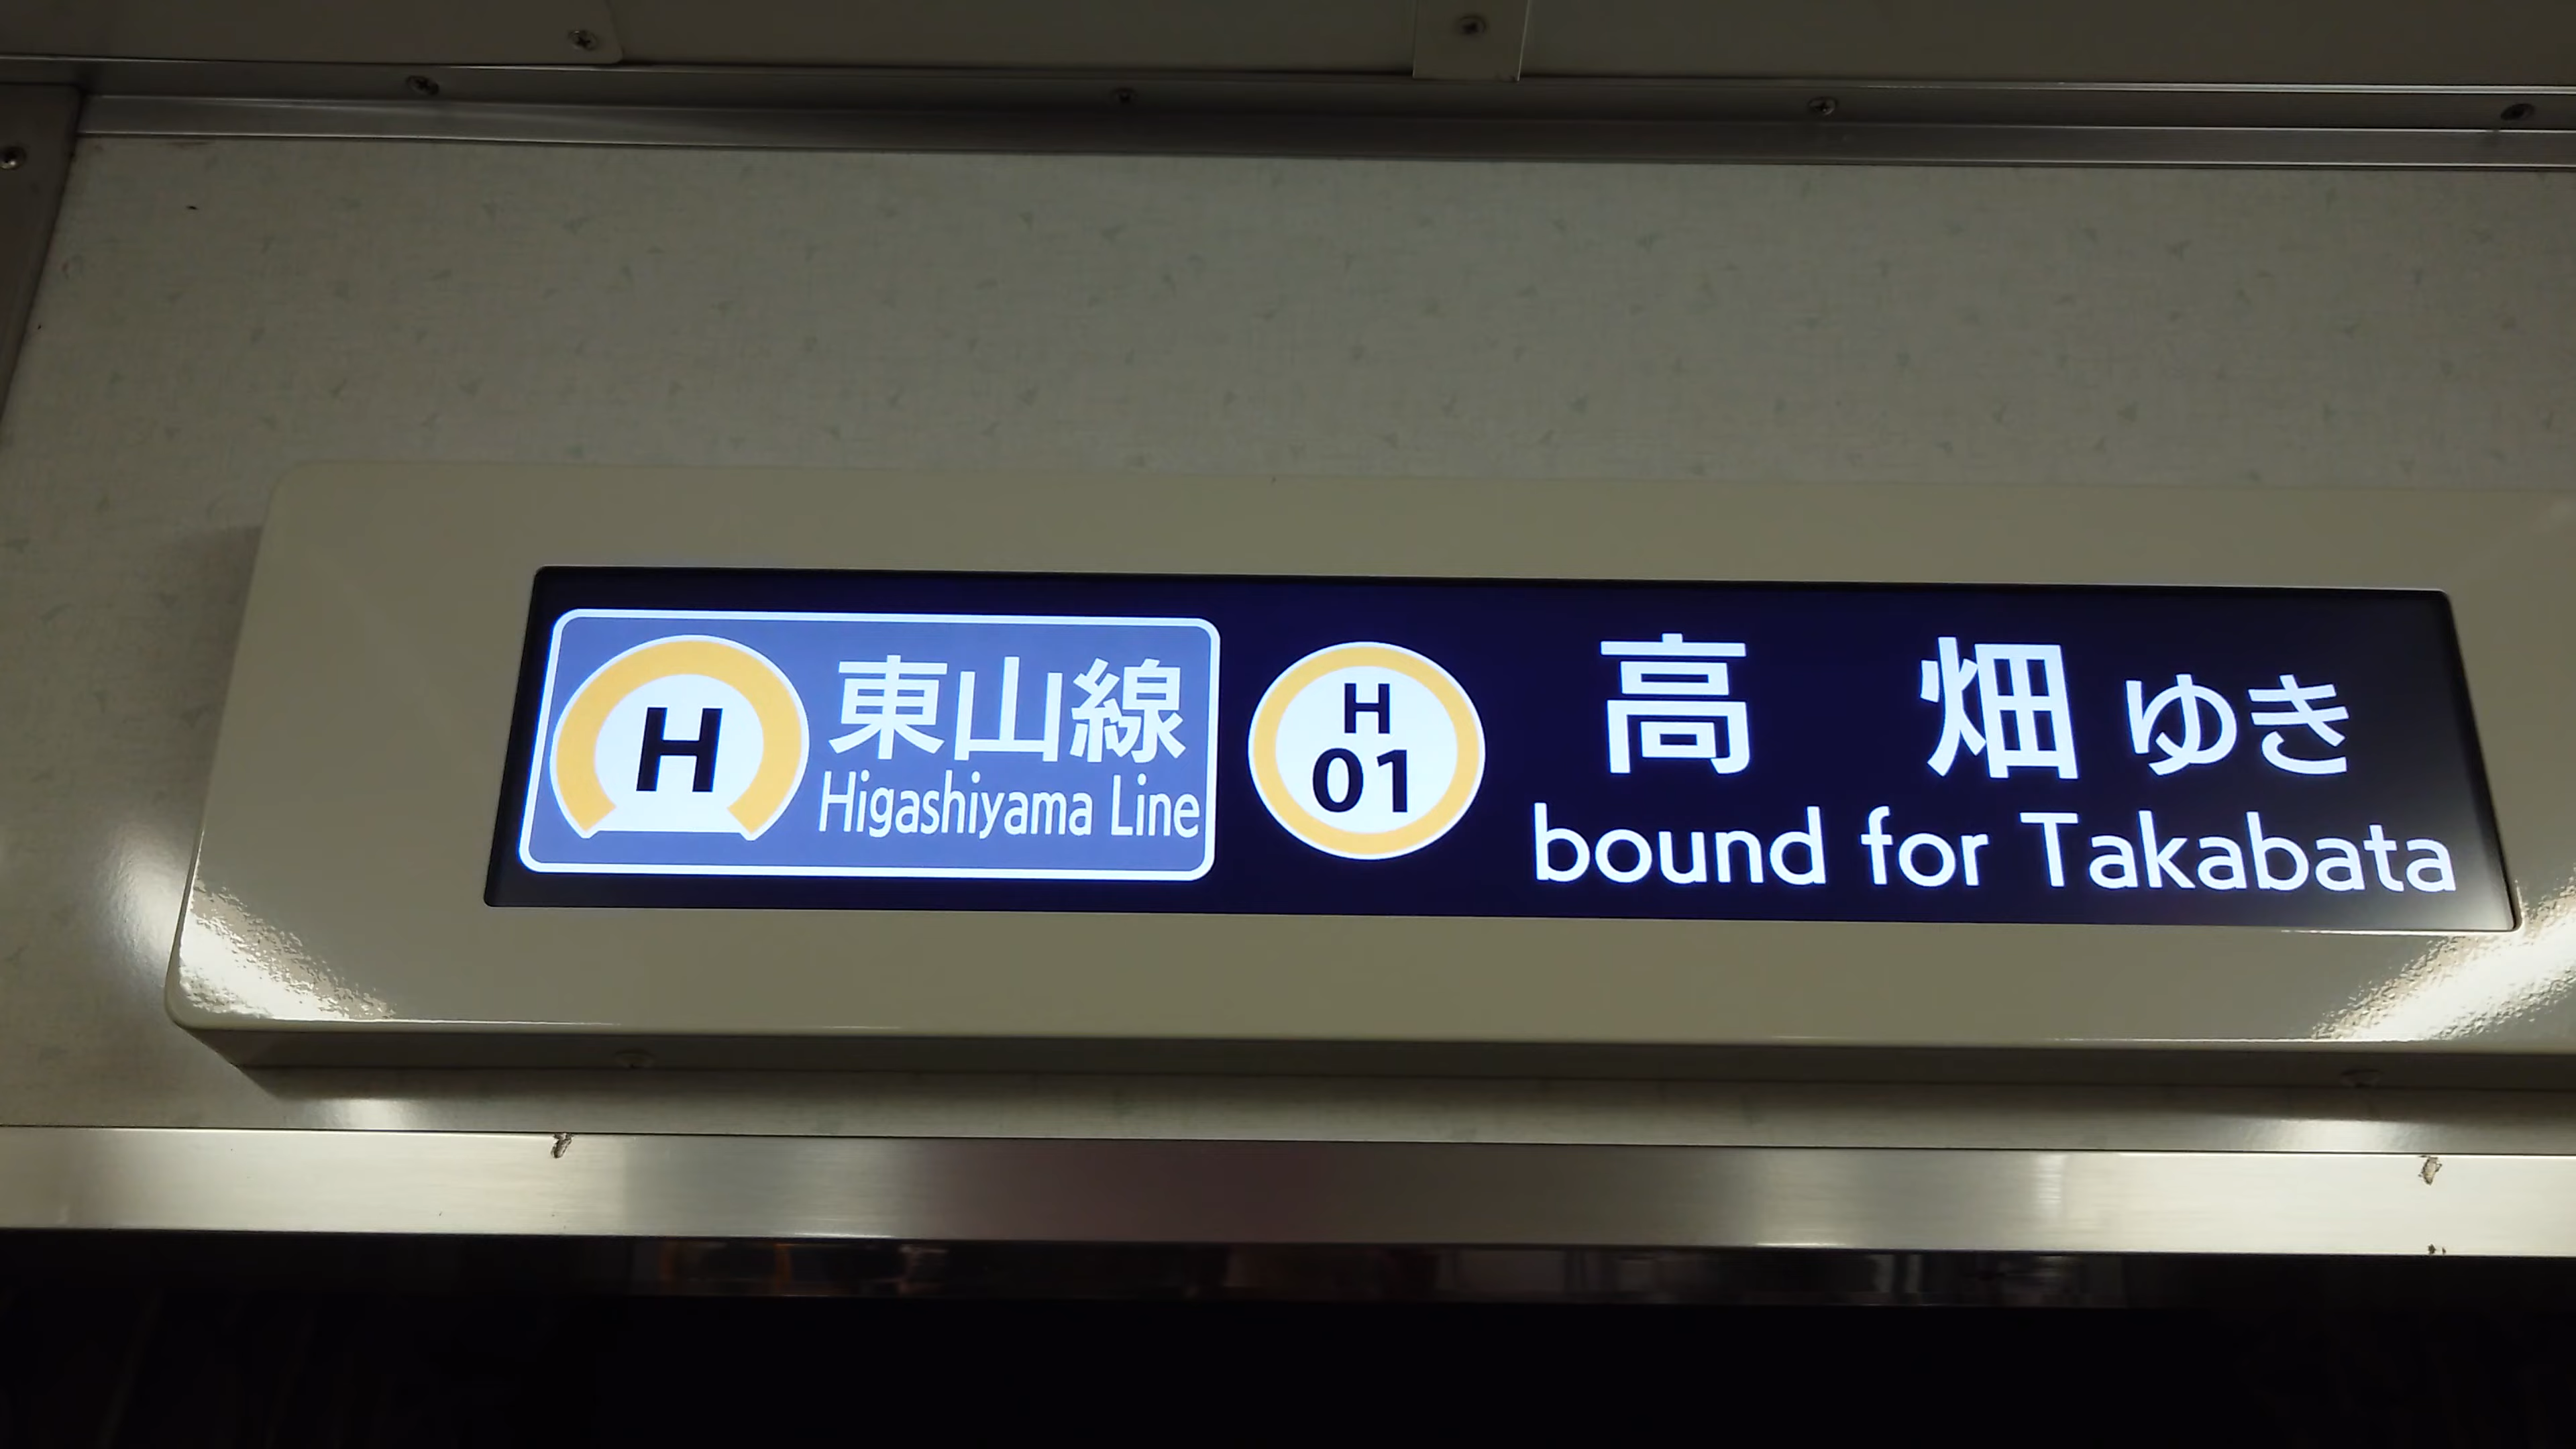 H
東山線
Higashiyama Line
H
01
高畑ゆき
bound for Takabata